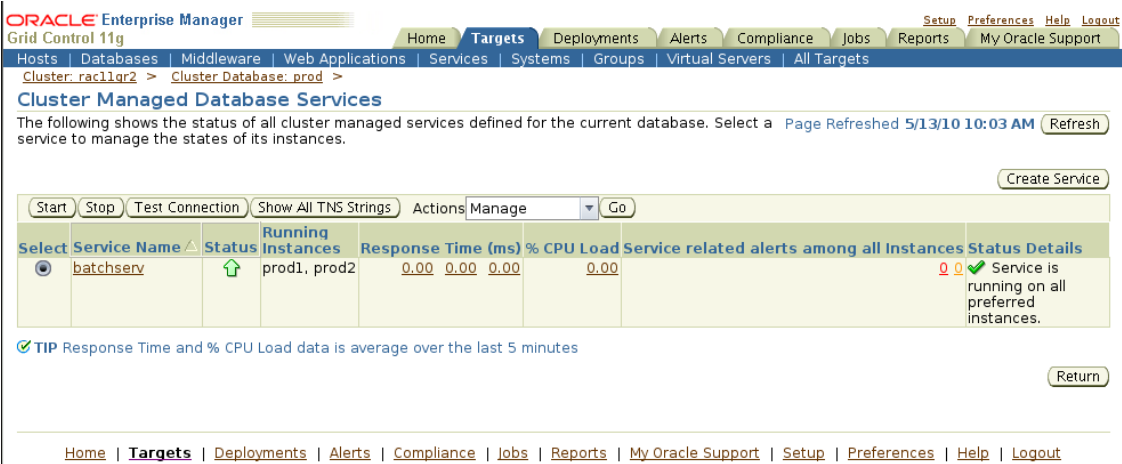 ORACLE Enterprise Manager
Setup Preferences Help Logout
Grid Control 11g
Home Targets Deployments Alerts Compliance Jobs Reports My Oracle Support
Hosts | Databases | Middleware | Web Applications | Services | Systems | Groups | Virtual Servers | All Targets
Cluster: rac11gr2 > Cluster Database: prod >
Cluster Managed Database Services
The following shows the status of all cluster managed services defined for the current database. Select a
service to manage the states of its instances.
Page Refreshed 5/13/10 10:03 AM Refresh
Create Service
Start Stop Test Connection Show All TNS Strings Actions Manage Go
Select Service Name Status Running Instances Response Time (ms) % CPU Load Service related alerts among all Instances Status Details
batchserv prod1, prod2 0.00 0.00 0.00 0.00 0 0 Service is
running on all
preferred
instances.
TIP Response Time and % CPU Load data is average over the last 5 minutes
Return
Home | Targets | Deployments | Alerts | Compliance | Jobs | Reports | My Oracle Support | Setup | Preferences | Help | Logout